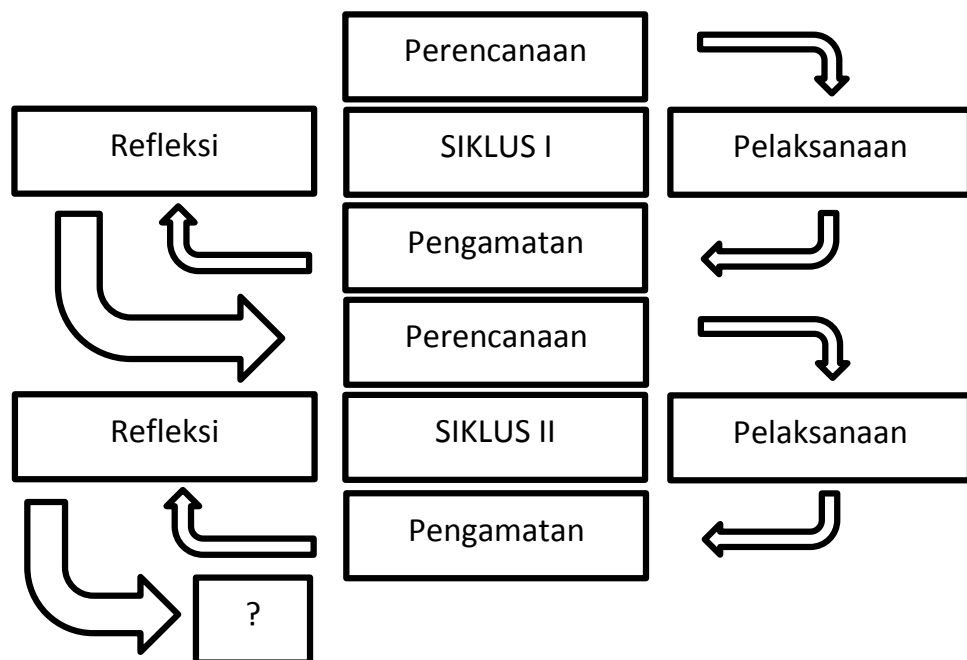 Perencanaan
Refleksi
SIKLUS I
Pelaksanaan
Pengamatan
Perencanaan
Refleksi
SIKLUS II
Pelaksanaan
Pengamatan
?